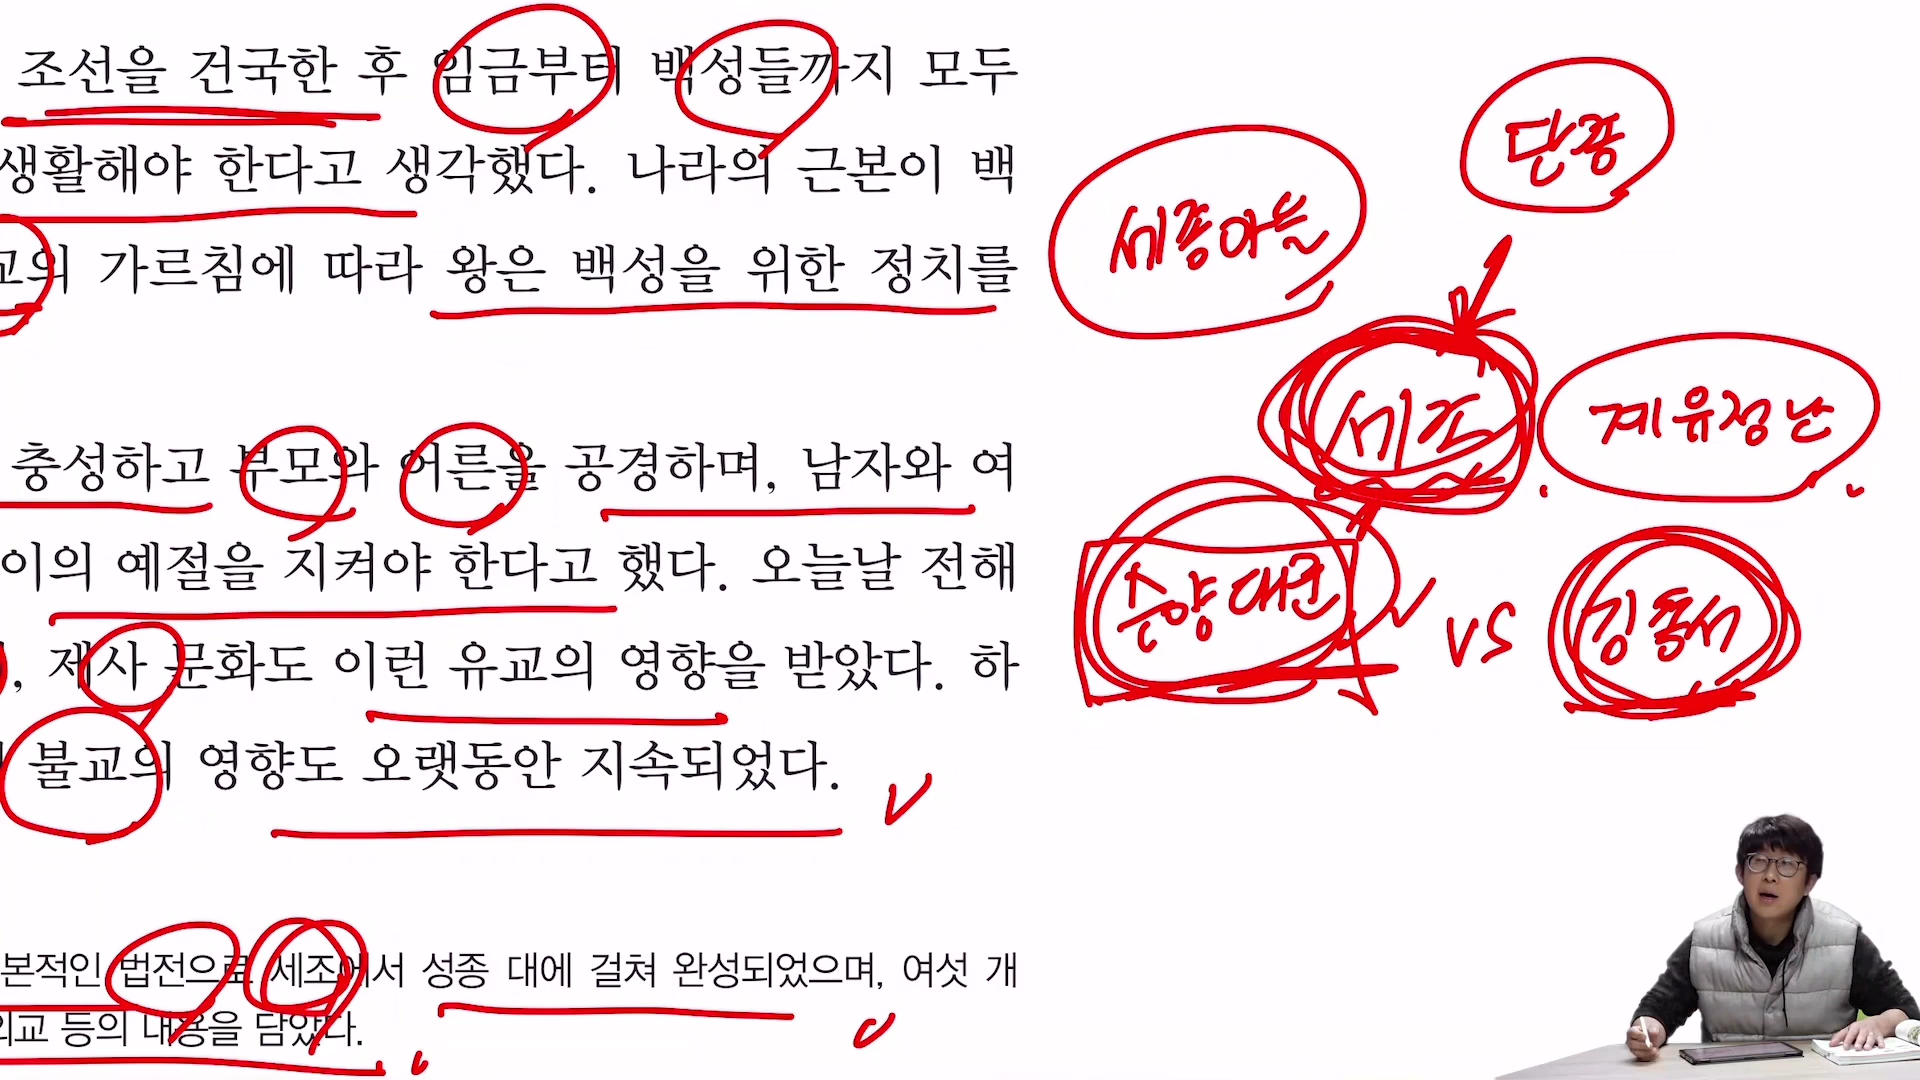 조선을 건국한 후 임금부터 백성들까지 모두
생활해야 한다고 생각했다. 나라의 근본이 백
교의 가르침에 따라 왕은 백성을 위한 정치를
충성하고 부모와 어른을 공경하며, 남자와 여
이의 예절을 지켜야 한다고 했다. 오늘날 전해
, 제사 문화도 이런 유교의 영향을 받았다. 하
불교의 영향도 오랫동안 지속되었다.
본적인 법전으로 세조에서 성종 대에 걸쳐 완성되었으며, 여섯 개
외교 등의 내용을 담았다.
단종
세종아들
세조
계유정난
수양대군 vs 김종서